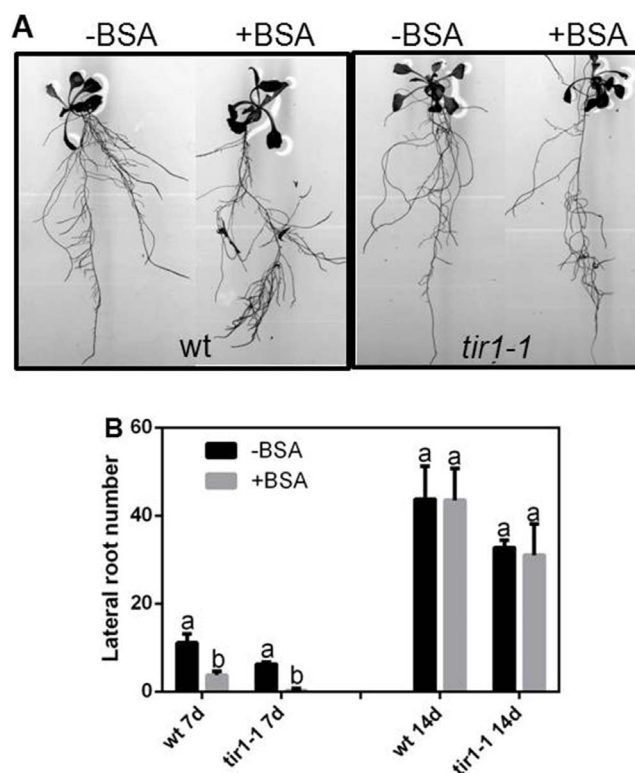 A
-BSA +BSA -BSA +BSA
wt tir1-1
B
60
40
20
0
Lateral root number
-BSA
+BSA
a b a b a a a a
wt 7d tir1-1 7d wt 14d tir1-1 14d